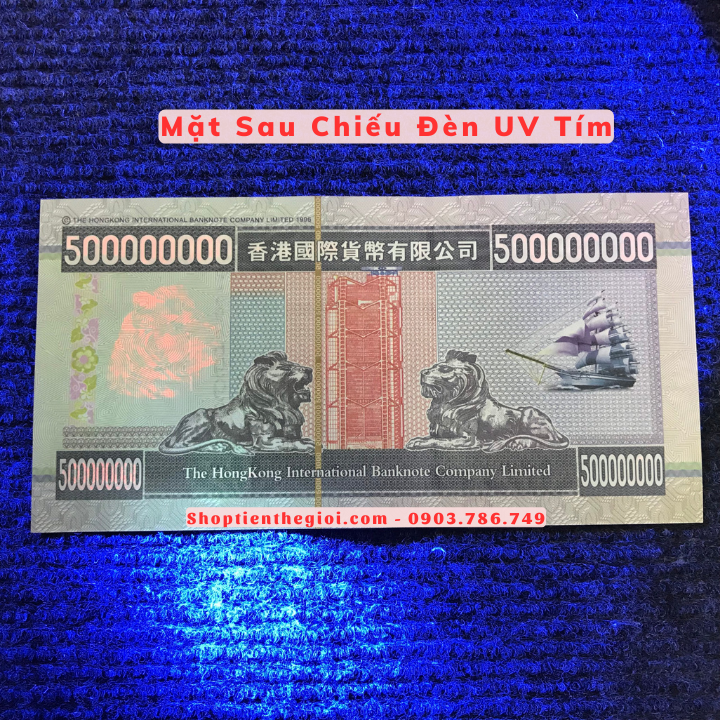 Mặt Sau Chiếu Đèn UV Tím
© THE HONGKONG INTERNATIONAL BANKNOTE COMPANY LIMITED 1996
500000000 香港國際貨幣有限公司 500000000
500000000 The HongKong International Banknote Company Limited 500000000
Shoptienthegioi.com - 0903.786.749